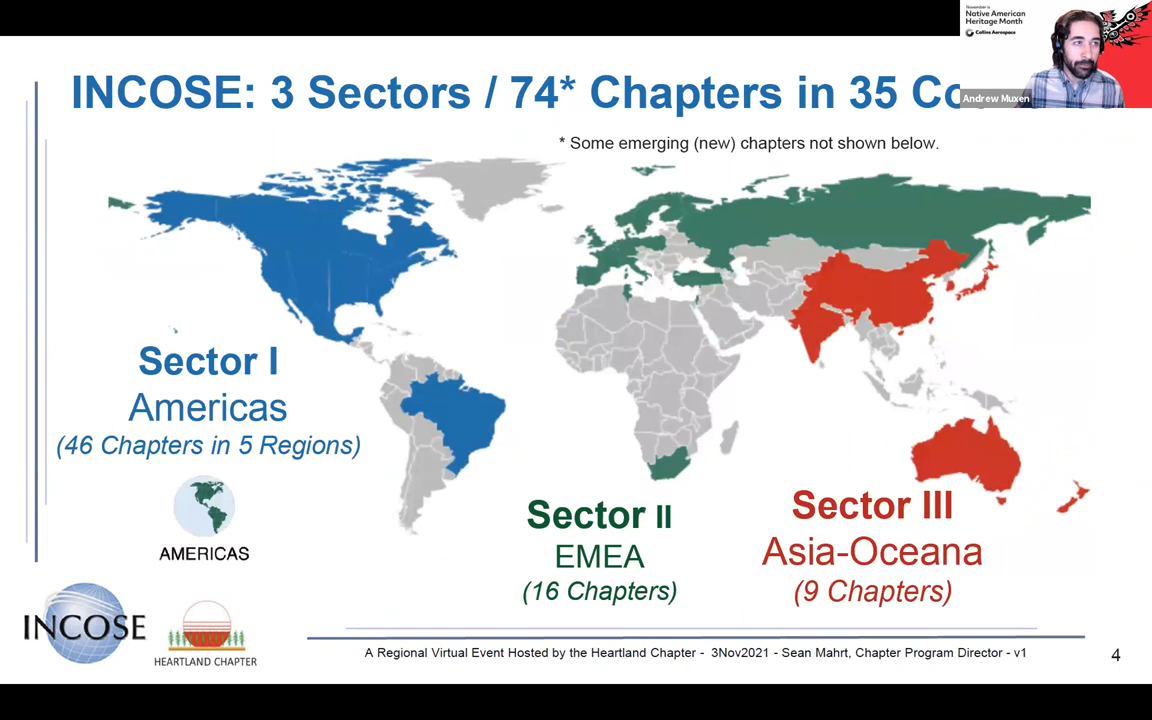 November is
Native American
Heritage Month
Collins Aerospace
Andrew Muxen
INCOSE: 3 Sectors / 74* Chapters in 35 Co
* Some emerging (new) chapters not shown below.
Sector I
Americas
(46 Chapters in 5 Regions)
AMERICAS
Sector II
EMEA
(16 Chapters)
Sector III
Asia-Oceana
(9 Chapters)
INCOSE
HEARTLAND CHAPTER
A Regional Virtual Event Hosted by the Heartland Chapter - 3Nov2021 - Sean Mahrt, Chapter Program Director - v1
4